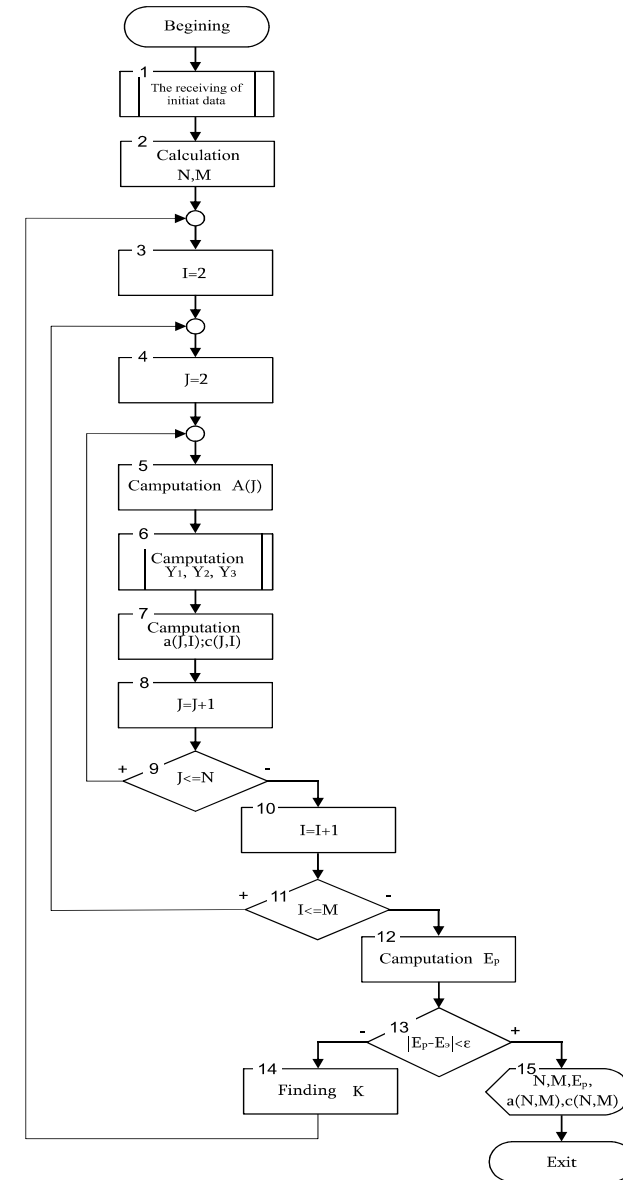 Begining
1
The receiving of
initiat data
2
Calculation
N,M
3
I=2
4
J=2
5
Camputation A(J)
6
Camputation
Y₁, Y₂, Y₃
7
Camputation
a(J,I);c(J,I)
8
J=J+1
+ 9 -
J<=N
10
I=I+1
+ 11 -
I<=M
12
Camputation Eₚ
- 13 +
|Eₚ-Eₔ|<ε
14
Finding K
15
N,M,Eₚ,
a(N,M),c(N,M)
Exit